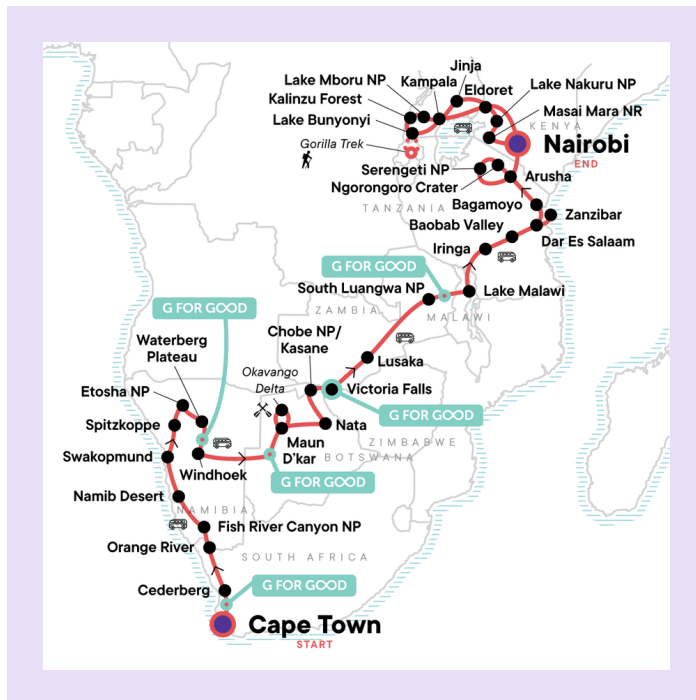 Jinja
Lake Mboru NP
Kampala
Eldoret
Lake Nakuru NP
Kalinzu Forest
Masai Mara NR
Lake Bunyonyi
KENYA
Gorilla Trek
Nairobi
END
Serengeti NP
Arusha
Ngorongoro Crater
Bagamoyo
TANZANIA
Zanzibar
Baobab Valley
Dar Es Salaam
Iringa
G FOR GOOD
South Luangwa NP
Lake Malawi
G FOR GOOD
ZAMBIA
MALAWI
Waterberg
Plateau
Chobe NP/
Kasane
Lusaka
Okavango
Delta
Etosha NP
Victoria Falls
G FOR GOOD
Spitzkoppe
Nata
Maun
ZIMBABWE
Swakopmund
D'kar
BOTSWANA
Windhoek
G FOR GOOD
Namib Desert
NAMIBIA
Fish River Canyon NP
Orange River
SOUTH AFRICA
G FOR GOOD
Cederberg
Cape Town
START